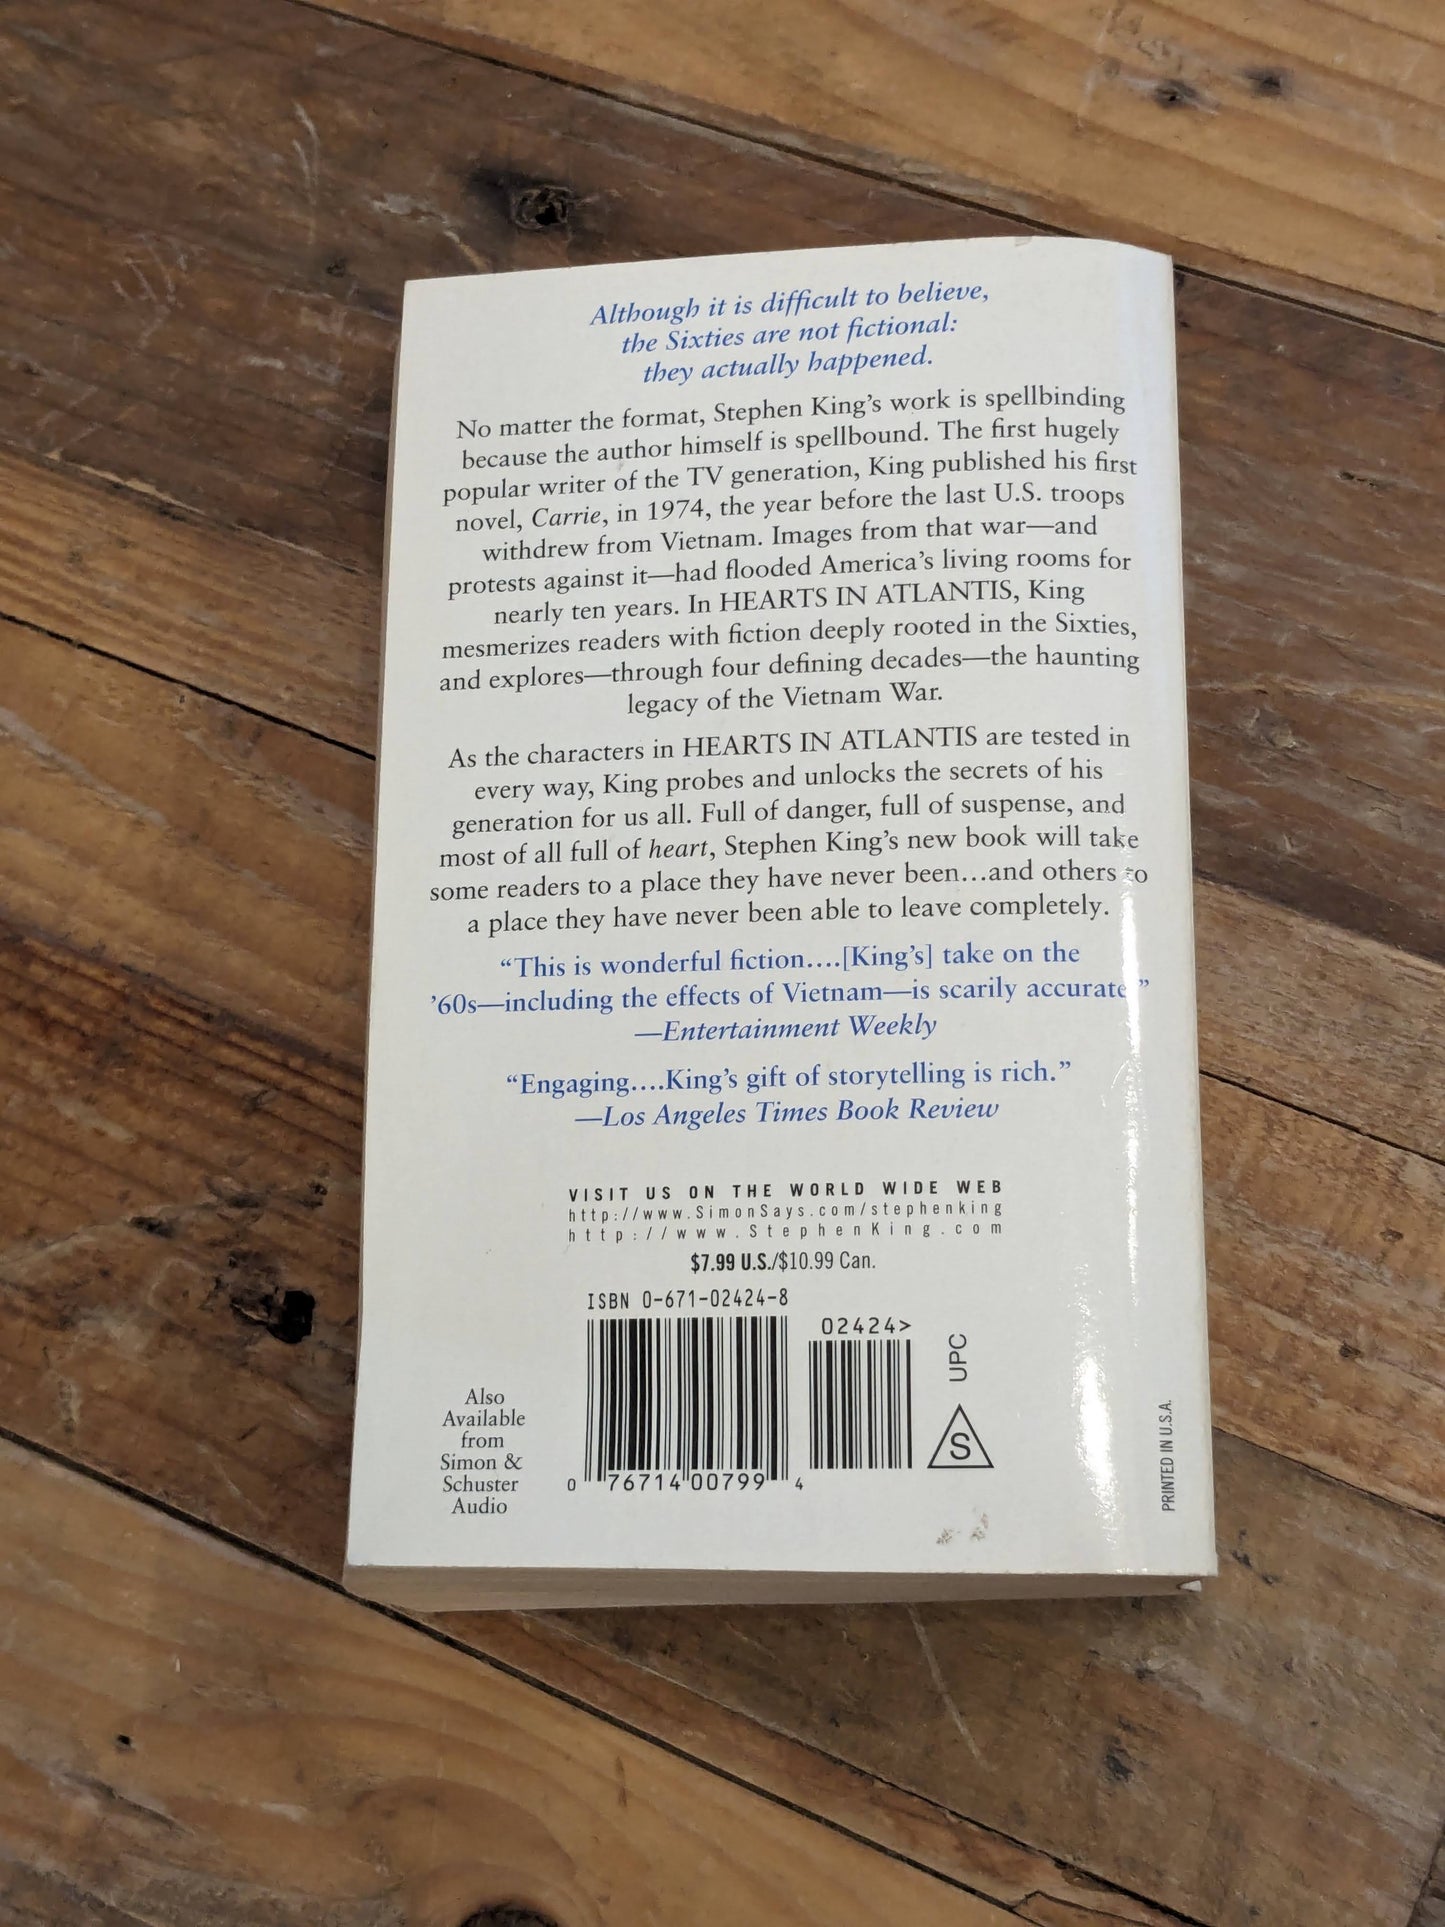 Although it is difficult to believe,
the Sixties are not fictional:
they actually happened.
No matter the format, Stephen King's work is spellbinding
because the author himself is spellbound. The first hugely
popular writer of the TV generation, King published his first
novel, Carrie, in 1974, the year before the last U.S. troops
withdrew from Vietnam. Images from that war—and
protests against it—had flooded America's living rooms for
nearly ten years. In HEARTS IN ATLANTIS, King
mesmerizes readers with fiction deeply rooted in the Sixties,
and explores—through four defining decades—the haunting
legacy of the Vietnam War.
As the characters in HEARTS IN ATLANTIS are tested in
every way, King probes and unlocks the secrets of his
generation for us all. Full of danger, full of suspense, and
most of all full of heart, Stephen King's new book will take
some readers to a place they have never been...and others to
a place they have never been able to leave completely.
"This is wonderful fiction....[King's] take on the
'60s—including the effects of Vietnam—is scarily accurate."
—Entertainment Weekly
"Engaging....King's gift of storytelling is rich."
—Los Angeles Times Book Review
VISIT US ON THE WORLD WIDE WEB
http://www.SimonSays.com/stephenking
http://www.StephenKing.com
$7.99 U.S./$10.99 Can.
ISBN 0-671-02424-8
02424>
UPC
S
0 76714 00799 4
Also
Available
from
Simon &
Schuster
Audio
PRINTED IN U.S.A.